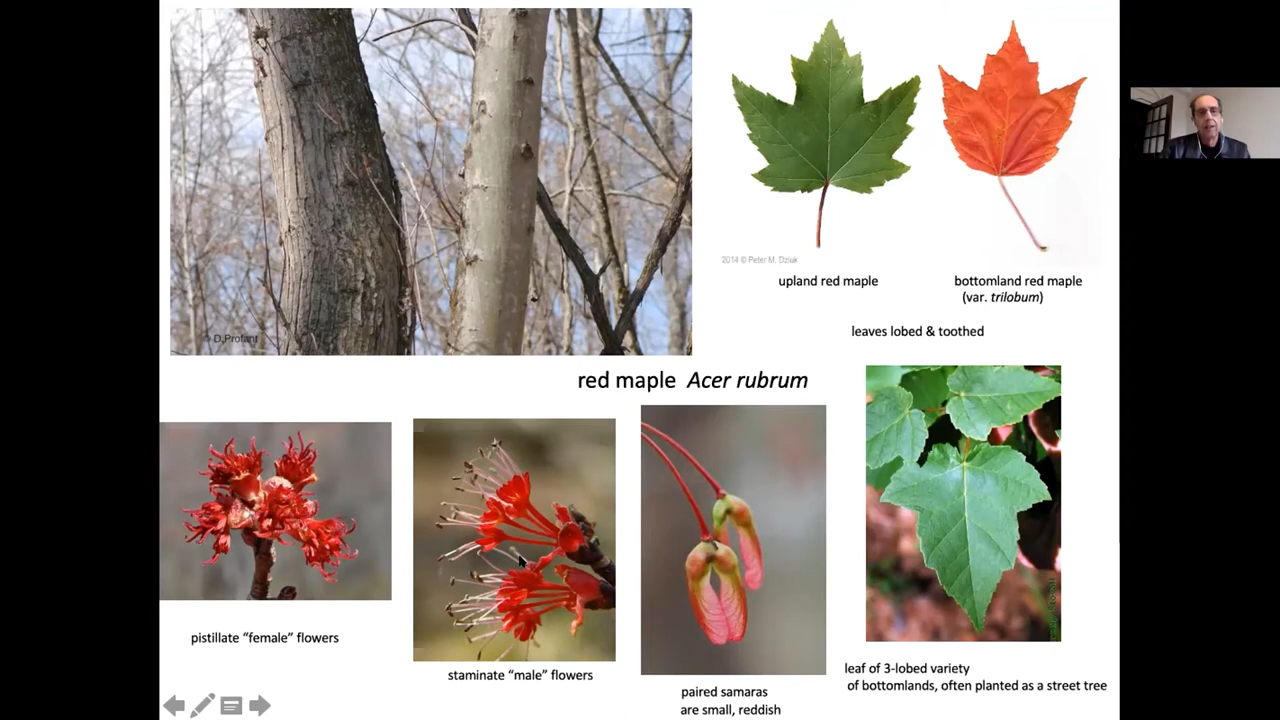 2014 © Peter M. Dziuk
upland red maple
bottomland red maple
(var. trilobum)
leaves lobed & toothed
© D.Profant
red maple Acer rubrum
pistillate “female” flowers
staminate “male” flowers
paired samaras
are small, reddish
leaf of 3-lobed variety
of bottomlands, often planted as a street tree